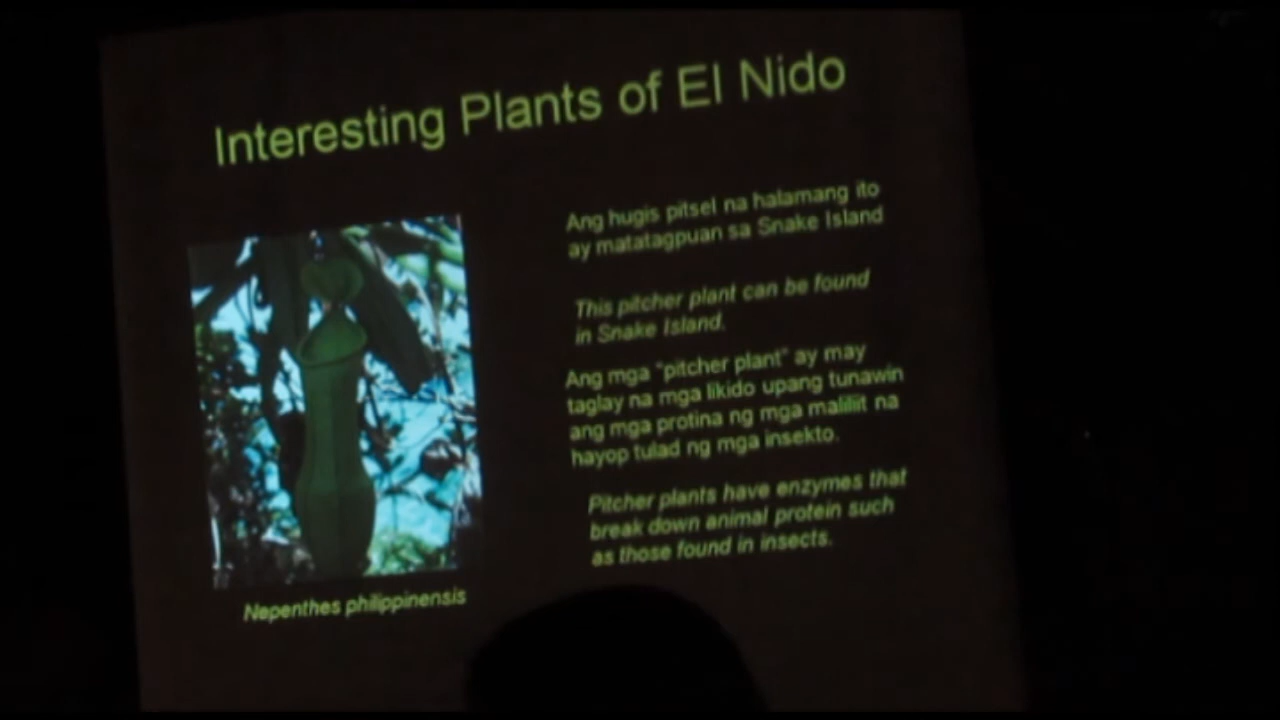 Interesting Plants of El Nido
Ang hugis pitsel na halamang ito
ay matatagpuan sa Snake Island
This pitcher plant can be found
in Snake Island.
Ang mga "pitcher plant" ay may
taglay na mga likido upang tunawin
ang mga protina ng mga maliliit na
hayop tulad ng mga insekto.
Pitcher plants have enzymes that
break down animal protein such
as those found in insects.
Nepenthes philippinensis